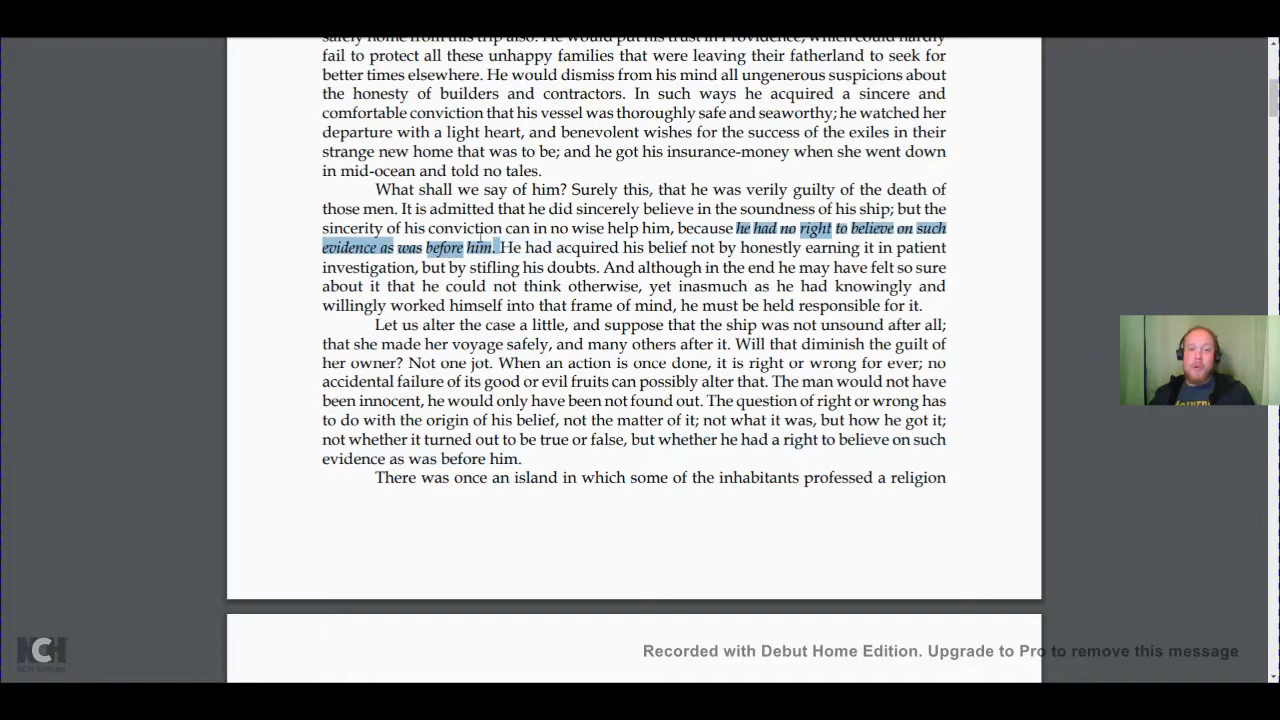 safely home from this trip also. He would put his trust in Providence, which could hardly
fail to protect all these unhappy families that were leaving their fatherland to seek for
better times elsewhere. He would dismiss from his mind all ungenerous suspicions about
the honesty of builders and contractors. In such ways he acquired a sincere and
comfortable conviction that his vessel was thoroughly safe and seaworthy; he watched her
departure with a light heart, and benevolent wishes for the success of the exiles in their
strange new home that was to be; and he got his insurance-money when she went down
in mid-ocean and told no tales.
What shall we say of him? Surely this, that he was verily guilty of the death of
those men. It is admitted that he did sincerely believe in the soundness of his ship; but the
sincerity of his conviction can in no wise help him, because he had no right to believe on such
evidence as was before him. He had acquired his belief not by honestly earning it in patient
investigation, but by stifling his doubts. And although in the end he may have felt so sure
about it that he could not think otherwise, yet inasmuch as he had knowingly and
willingly worked himself into that frame of mind, he must be held responsible for it.
Let us alter the case a little, and suppose that the ship was not unsound after all;
that she made her voyage safely, and many others after it. Will that diminish the guilt of
her owner? Not one jot. When an action is once done, it is right or wrong for ever; no
accidental failure of its good or evil fruits can possibly alter that. The man would not have
been innocent, he would only have been not found out. The question of right or wrong has
to do with the origin of his belief, not the matter of it; not what it was, but how he got it;
not whether it turned out to be true or false, but whether he had a right to believe on such
evidence as was before him.
There was once an island in which some of the inhabitants professed a religion
NCH
NCH Software
Recorded with Debut Home Edition. Upgrade to Pro to remove this message